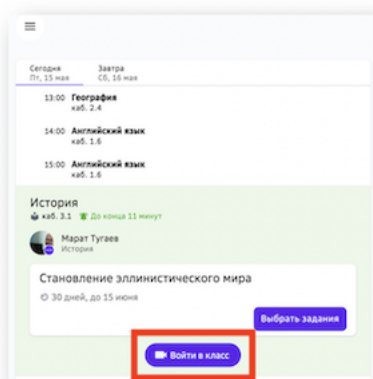 Сегодня Завтра
Пт, 15 мая Сб, 16 мая
13:00 География
каб. 2.4
14:00 Английский язык
каб. 1.6
15:00 Английский язык
каб. 1.6
История
каб. 3.1 До конца 11 минут
Марат Тугаев
История
Становление эллинистического мира
30 дней, до 15 июня
Выбрать задания
Войти в класс